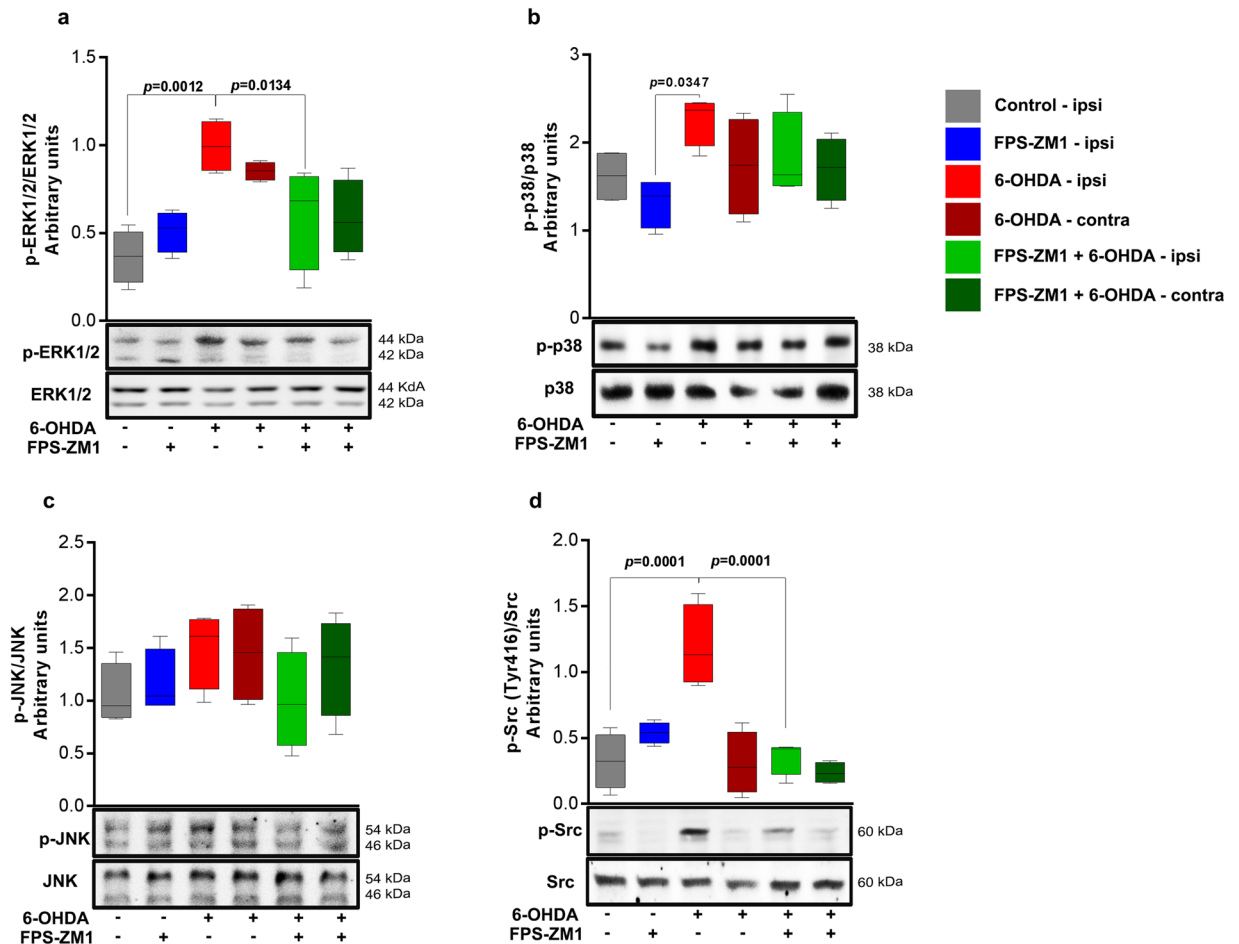 a
1.5
1.0
0.5
0.0
p-ERK1/2/ERK1/2
Arbitrary units
p=0.0012
p=0.0134
p-ERK1/2
44 kDa
42 kDa
ERK1/2
44 KdA
42 kDa
6-OHDA - - + + + +
FPS-ZM1 - + - - + +
b
3
2
1
0
p-p38/p38
Arbitrary units
p=0.0347
p-p38
38 kDa
p38
38 kDa
6-OHDA - - + + + +
FPS-ZM1 - + - - + +
Control - ipsi
FPS-ZM1 - ipsi
6-OHDA - ipsi
6-OHDA - contra
FPS-ZM1 + 6-OHDA - ipsi
FPS-ZM1 + 6-OHDA - contra
c
2.5
2.0
1.5
1.0
0.5
0.0
p-JNK/JNK
Arbitrary units
p-JNK
54 kDa
46 kDa
JNK
54 kDa
46 kDa
6-OHDA - - + + + +
FPS-ZM1 - + - - + +
d
2.0
1.5
1.0
0.5
0.0
p-Src (Tyr416)/Src
Arbitrary units
p=0.0001
p=0.0001
p-Src
60 kDa
Src
60 kDa
6-OHDA - - + + + +
FPS-ZM1 - + - - + +